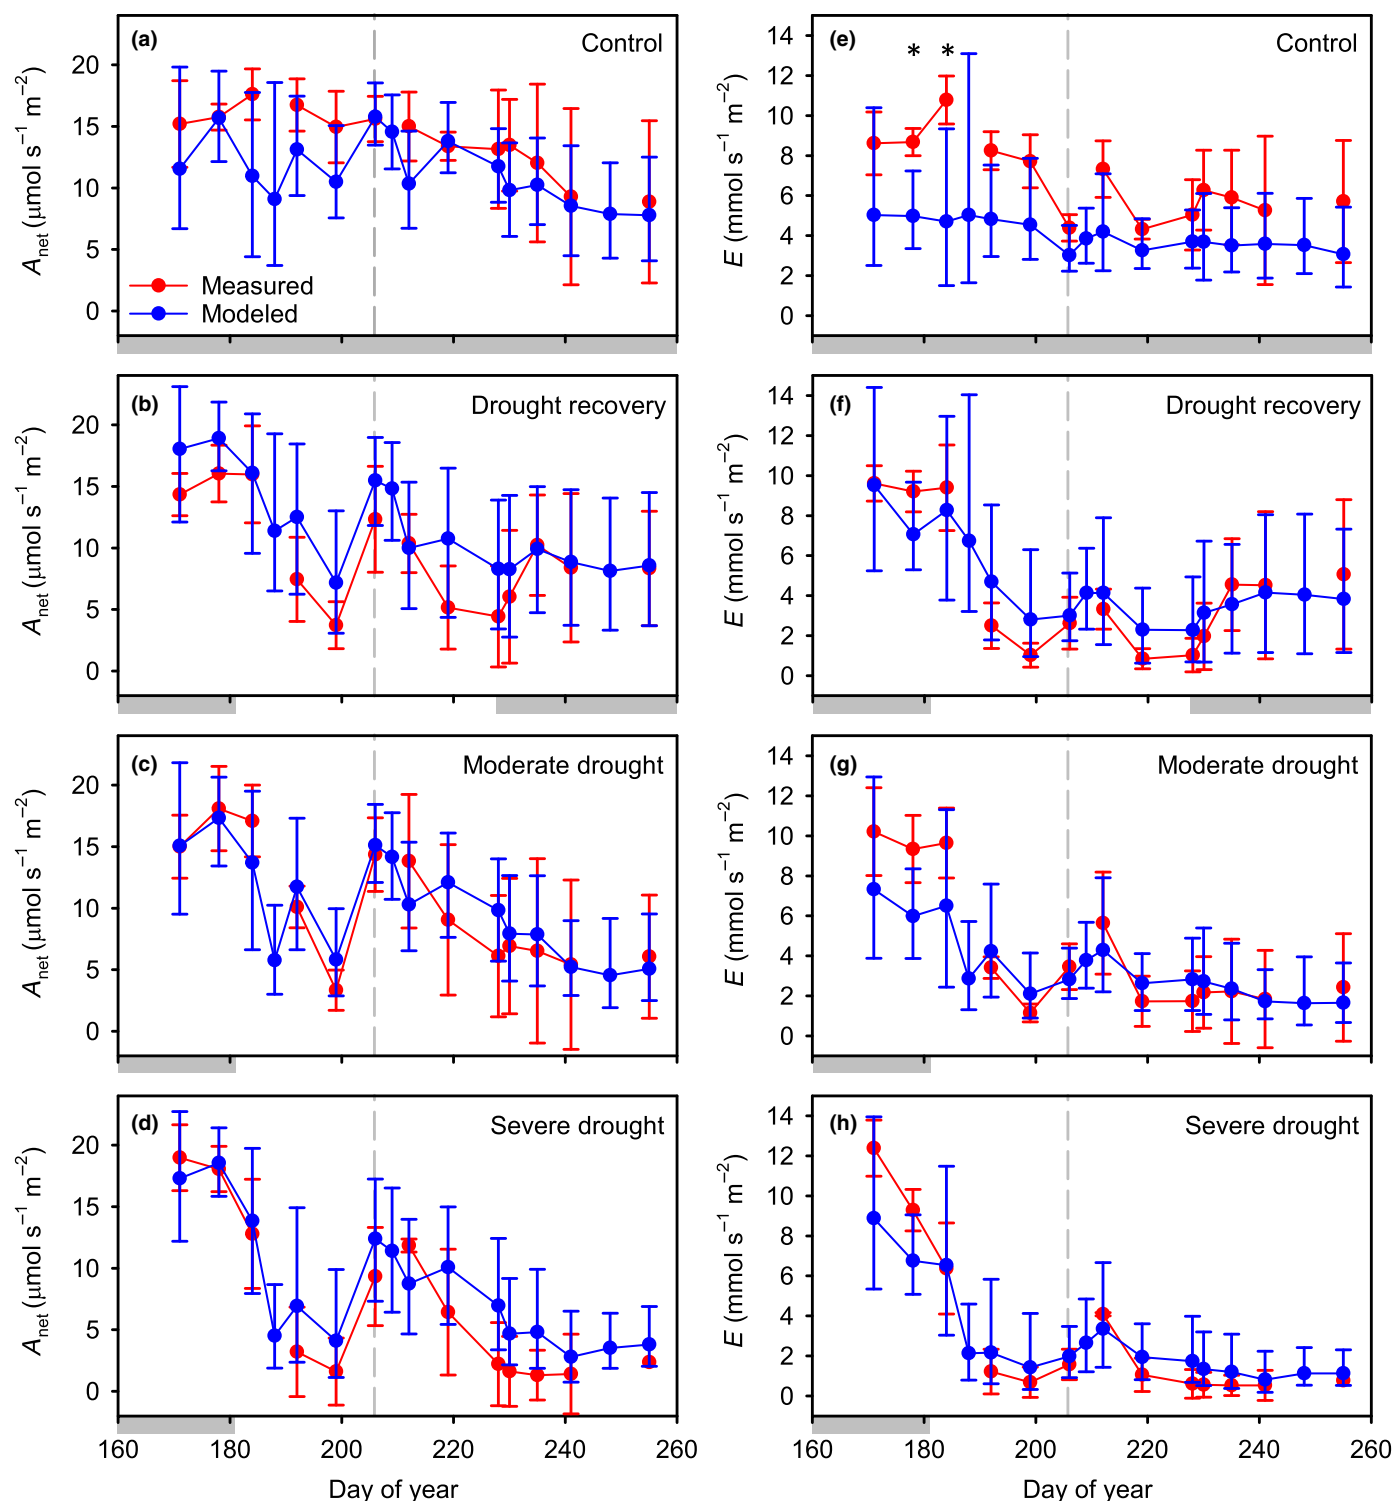 (a) Control
20
15
10
5
0
A_net (μmol s⁻¹ m⁻²)
Measured
Modeled
(e) Control
* *
14
12
10
8
6
4
2
0
E (mmol s⁻¹ m⁻²)
(b) Drought recovery
20
15
10
5
0
A_net (μmol s⁻¹ m⁻²)
(f) Drought recovery
14
12
10
8
6
4
2
0
E (mmol s⁻¹ m⁻²)
(c) Moderate drought
20
15
10
5
0
A_net (μmol s⁻¹ m⁻²)
(g) Moderate drought
14
12
10
8
6
4
2
0
E (mmol s⁻¹ m⁻²)
(d) Severe drought
20
15
10
5
0
A_net (μmol s⁻¹ m⁻²)
160 180 200 220 240 260
Day of year
(h) Severe drought
14
12
10
8
6
4
2
0
E (mmol s⁻¹ m⁻²)
160 180 200 220 240 260
Day of year